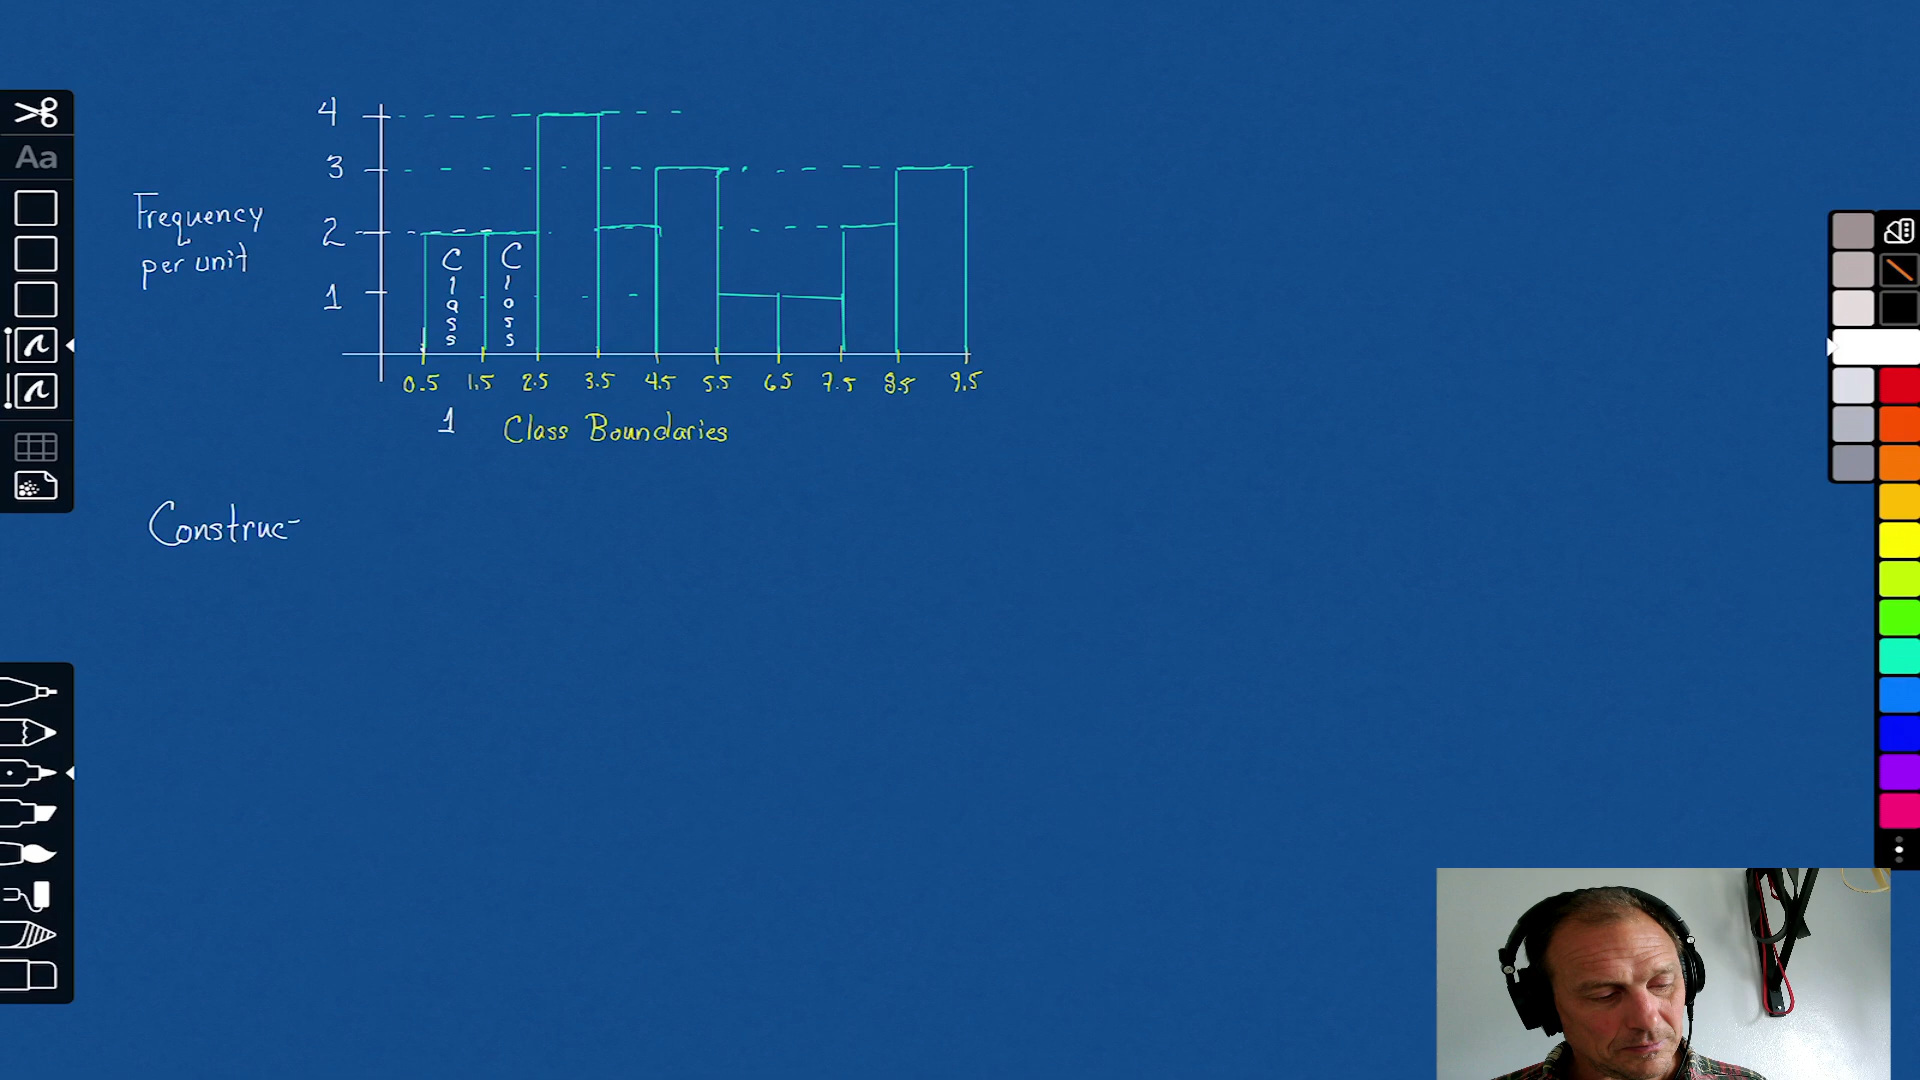 Aa
4
3
Frequency
per unit
2
1
C
l
a
s
s
C
l
a
s
s
0.5 1.5 2.5 3.5 4.5 5.5 6.5 7.5 8.5 9.5
1
Class Boundaries
Construc